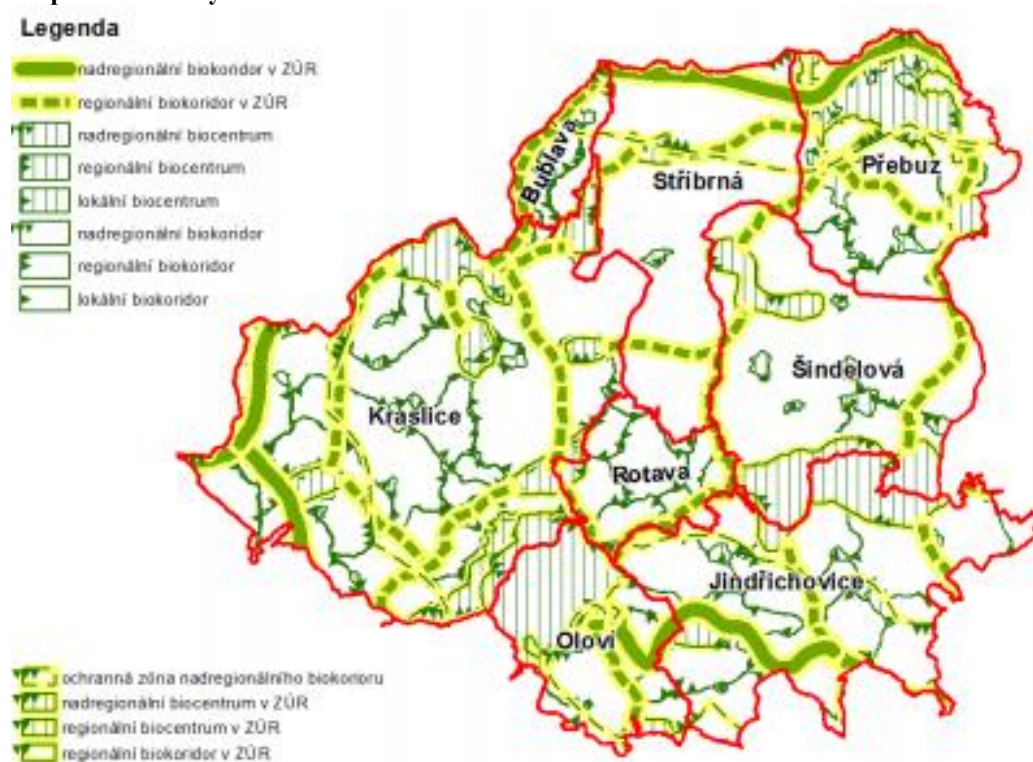 Legenda
nadregionální biokoridor v ZÚR
regionální biokoridor v ZÚR
nadregionální biocentrum
regionální biocentrum
lokální biocentrum
nadregionální biokoridor
regionální biokoridor
lokální biokoridor
Bublava
Stříbrná
Přebuz
Šindelová
Kraslice
Rotava
Jindřichovice
Oloví
ochranná zóna nadregionálního biokorioru
nadregionální biocentrum v ZÚR
regionální biocentrum v ZÚR
regionální biokoridor v ZÚR